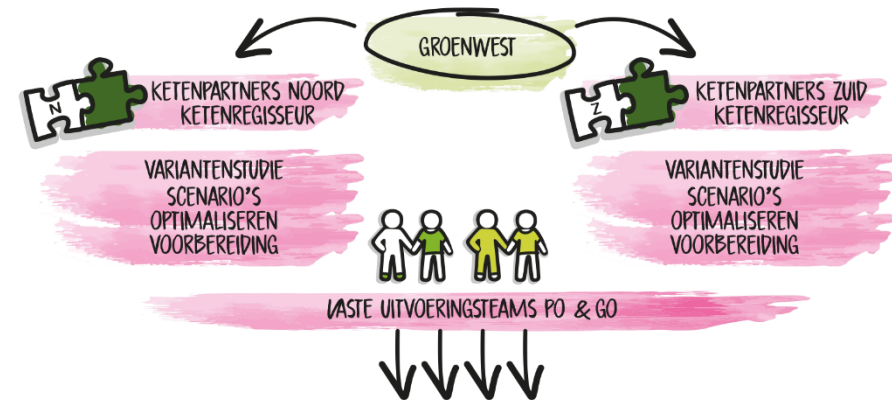 GROENWEST
N
KETENPARTNERS NOORD
KETENREGISSEUR
VARIANTENSTUDIE
SCENARIO'S
OPTIMALISEREN
VOORBEREIDING
Z
KETENPARTNERS ZUID
KETENREGISSEUR
VARIANTENSTUDIE
SCENARIO'S
OPTIMALISEREN
VOORBEREIDING
VASTE UITVOERINGSTEAMS PO & GO